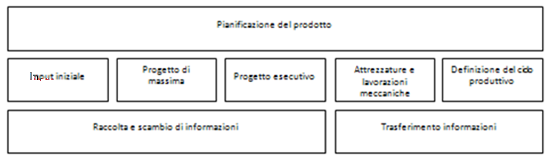 Pianificazione del prodotto
Input iniziale
Progetto di
massima
Progetto esecutivo
Attrezzature e
lavorazioni
meccaniche
Definizione del ciclo
produttivo
Raccolta e scambio di informazioni
Trasferimento informazioni